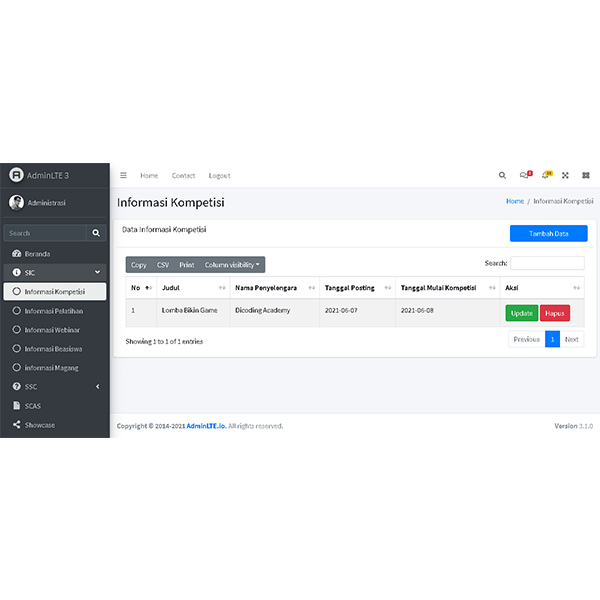 AdminLTE 3
Home Contact Logout
Administrasi
Informasi Kompetisi
Home / Informasi Kompetisi
Search
Data Informasi Kompetisi
Tambah Data
Beranda
SIC
Copy CSV Print Column visibility
Search:
Informasi Kompetisi
No Judul Nama Penyelengara Tanggal Posting Tanggal Mulai Kompetisi Aksi
Informasi Pelatihan
1 Lomba Bikin Game Dicoding Academy 2021-06-07 2021-06-08 Update Hapus
Informasi Webinar
Showing 1 to 1 of 1 entries
Previous 1 Next
Informasi Beasiswa
informasi Magang
SSC
SCAS
Showcase
Copyright © 2014-2021 AdminLTE.io. All rights reserved.
Version 3.1.0